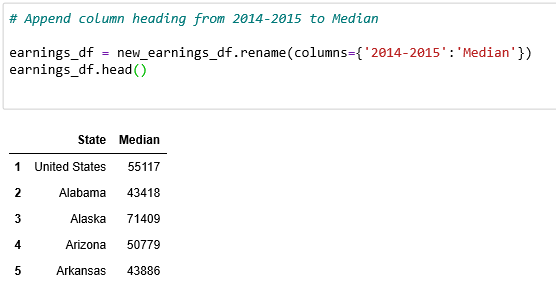 # Append column heading from 2014-2015 to Median
earnings_df = new_earnings_df.rename(columns={'2014-2015':'Median'})
earnings_df.head()
State Median
1 United States 55117
2 Alabama 43418
3 Alaska 71409
4 Arizona 50779
5 Arkansas 43886